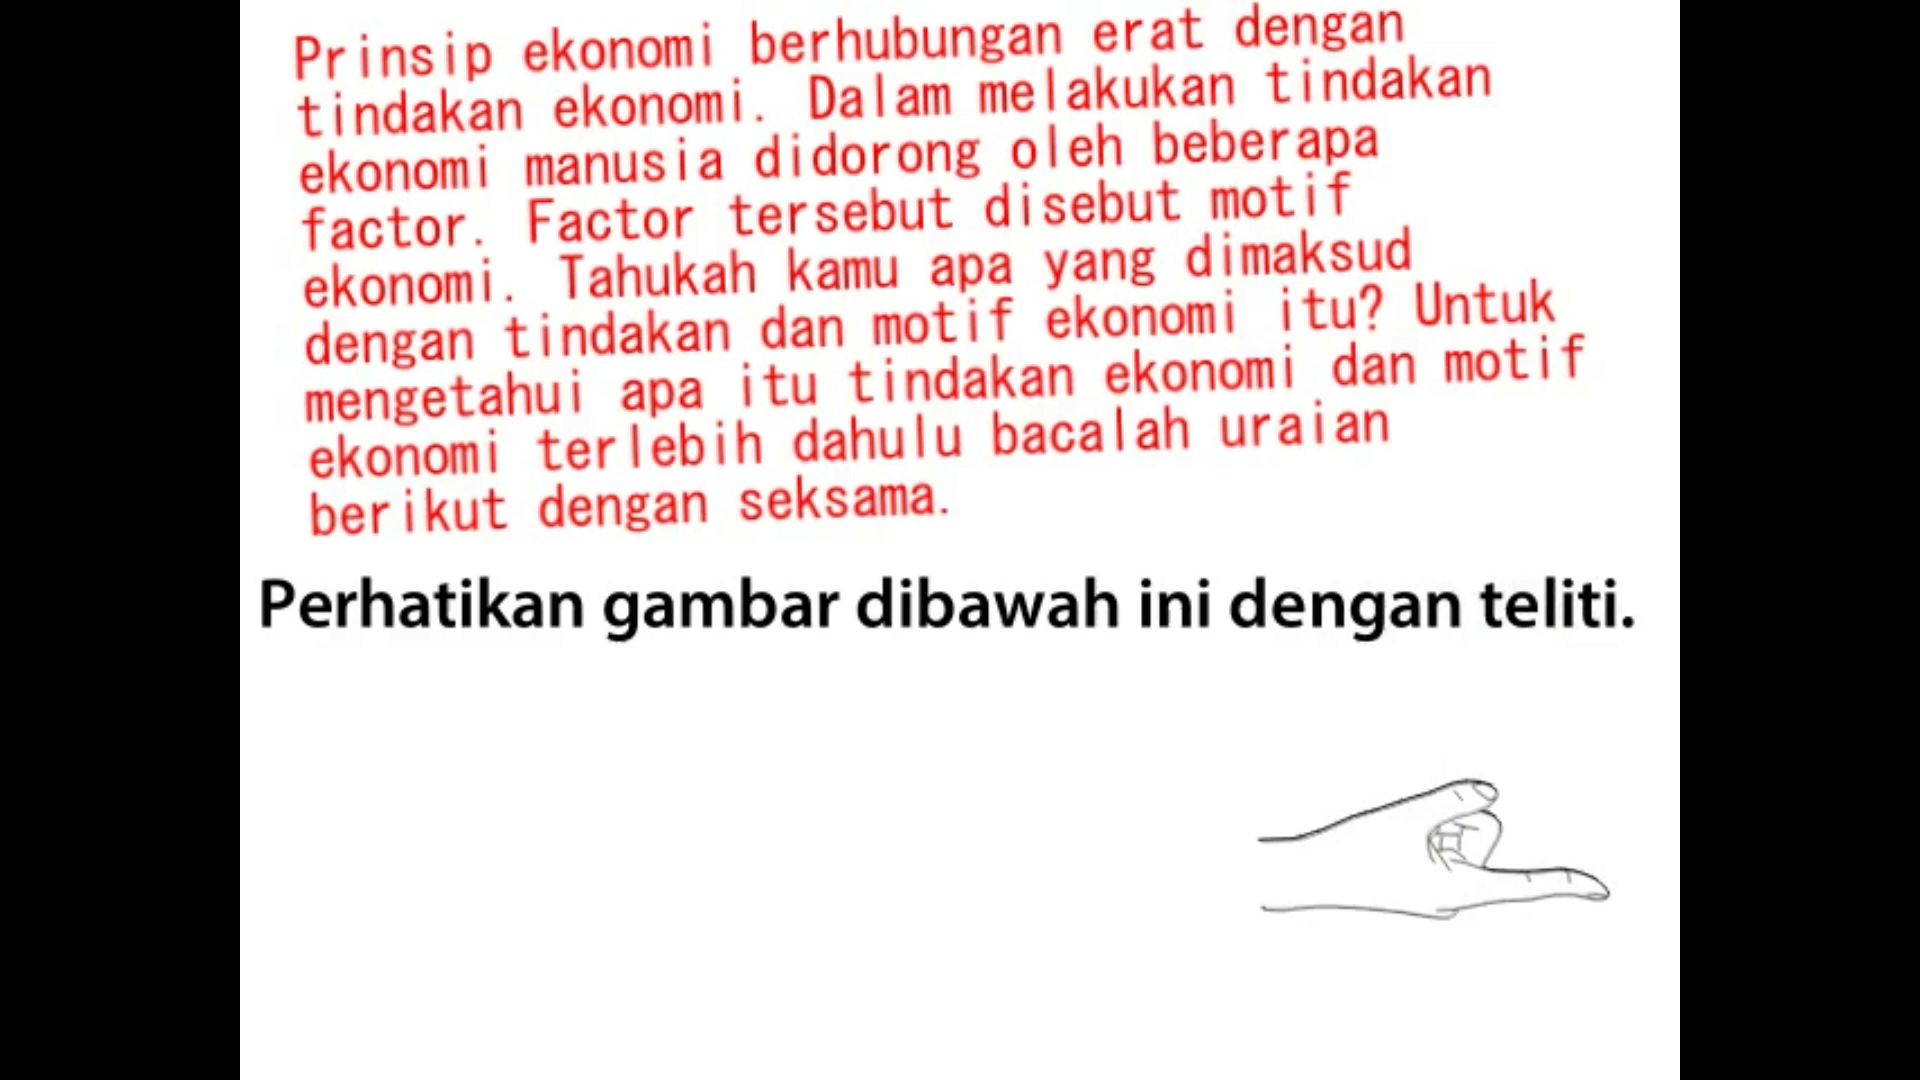 Prinsip ekonomi berhubungan erat dengan
tindakan ekonomi. Dalam melakukan tindakan
ekonomi manusia didorong oleh beberapa
factor. Factor tersebut disebut motif
ekonomi. Tahukah kamu apa yang dimaksud
dengan tindakan dan motif ekonomi itu? Untuk
mengetahui apa itu tindakan ekonomi dan motif
ekonomi terlebih dahulu bacalah uraian
berikut dengan seksama.
Perhatikan gambar dibawah ini dengan teliti.